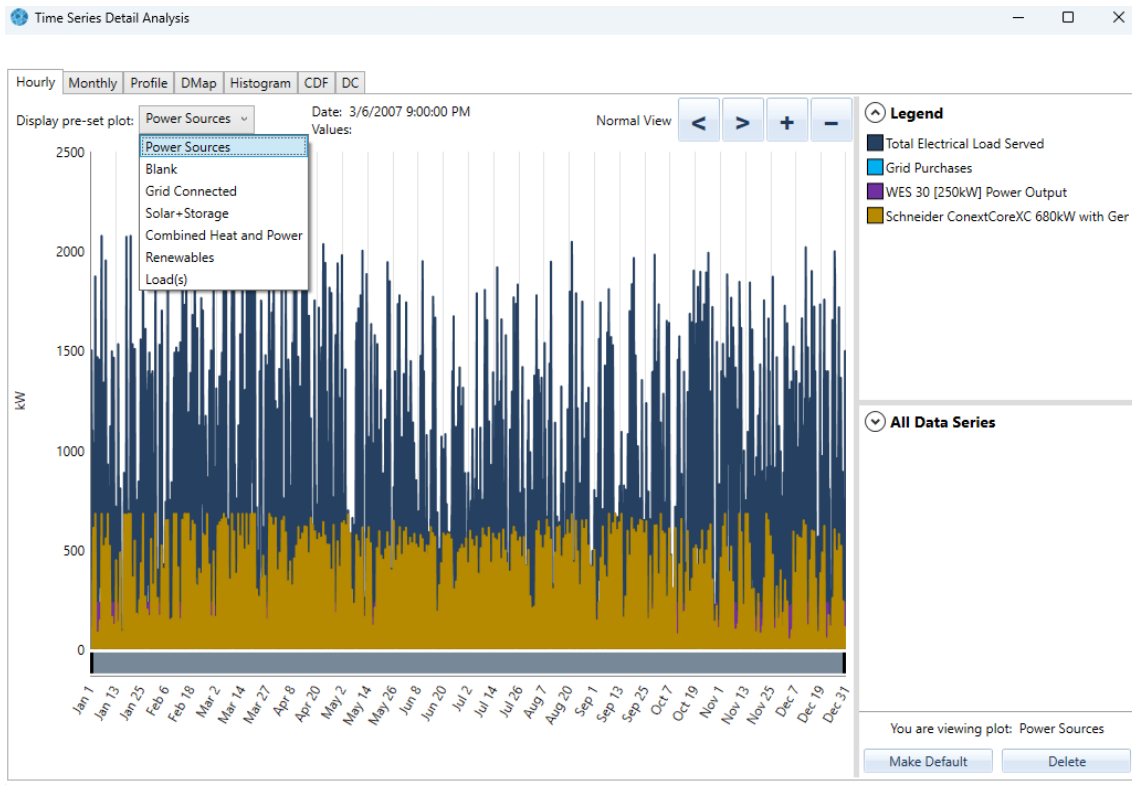 Time Series Detail Analysis
Hourly Monthly Profile DMap Histogram CDF DC
Display pre-set plot: Power Sources
Date: 3/6/2007 9:00:00 PM
Values:
Normal View < > + −
Power Sources
Blank
Grid Connected
Solar+Storage
Combined Heat and Power
Renewables
Load(s)
2500
2000
1500
1000
500
0
kW
Jan 1 Jan 13 Jan 25 Feb 6 Feb 18 Mar 2 Mar 14 Mar 27 Apr 8 Apr 20 May 2 May 14 May 26 Jun 8 Jun 20 Jul 2 Jul 14 Jul 26 Aug 7 Aug 20 Sep 1 Sep 13 Sep 25 Oct 7 Oct 19 Nov 1 Nov 13 Nov 25 Dec 7 Dec 19 Dec 31
Legend
Total Electrical Load Served
Grid Purchases
WES 30 [250kW] Power Output
Schneider ConextCoreXC 680kW with Ger
All Data Series
You are viewing plot: Power Sources
Make Default Delete